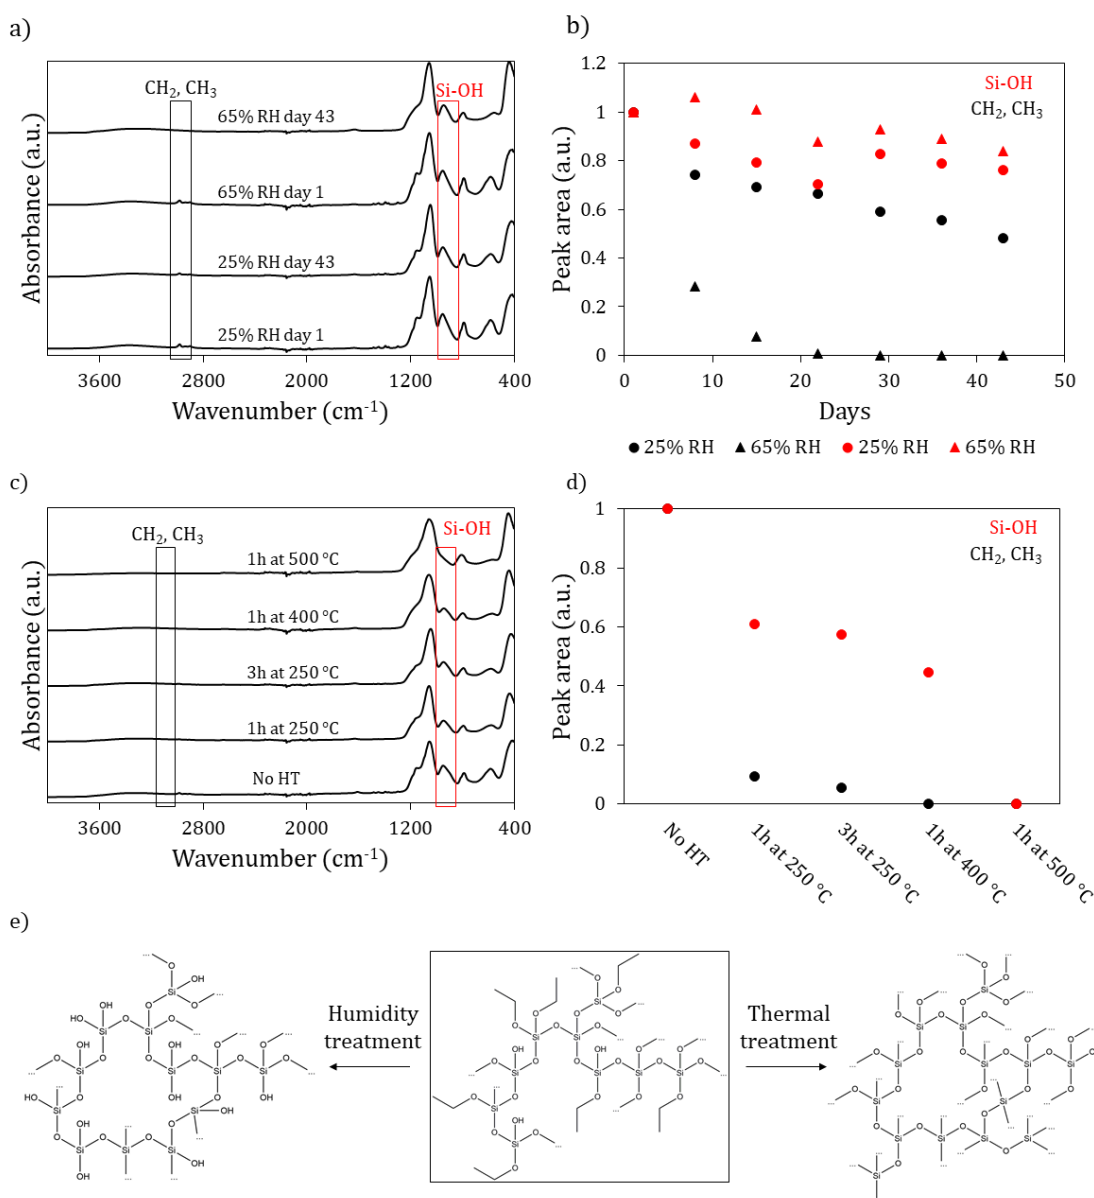 a)
CH₂, CH₃
Si-OH
65% RH day 43
65% RH day 1
25% RH day 43
25% RH day 1
Absorbance (a.u.)
3600 2800 2000 1200 400
Wavenumber (cm⁻¹)
b)
Si-OH
CH₂, CH₃
Peak area (a.u.)
1.2
1
0.8
0.6
0.4
0.2
0
0 10 20 30 40 50
Days
25% RH 65% RH 25% RH 65% RH
c)
CH₂, CH₃
Si-OH
1h at 500 °C
1h at 400 °C
3h at 250 °C
1h at 250 °C
No HT
Absorbance (a.u.)
3600 2800 2000 1200 400
Wavenumber (cm⁻¹)
d)
Si-OH
CH₂, CH₃
Peak area (a.u.)
1
0.8
0.6
0.4
0.2
0
No HT
1h at 250 °C
3h at 250 °C
1h at 400 °C
1h at 500 °C
e)
Humidity
treatment
Thermal
treatment